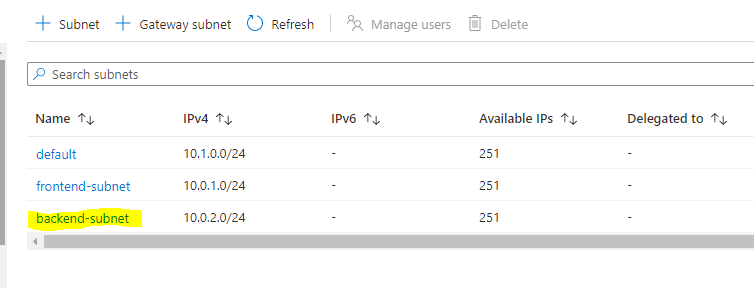 + Subnet + Gateway subnet Refresh Manage users Delete
Search subnets
Name ↑↓ IPv4 ↑↓ IPv6 ↑↓ Available IPs ↑↓ Delegated to ↑↓
default 10.1.0.0/24 - 251 -
frontend-subnet 10.0.1.0/24 - 251 -
backend-subnet 10.0.2.0/24 - 251 -